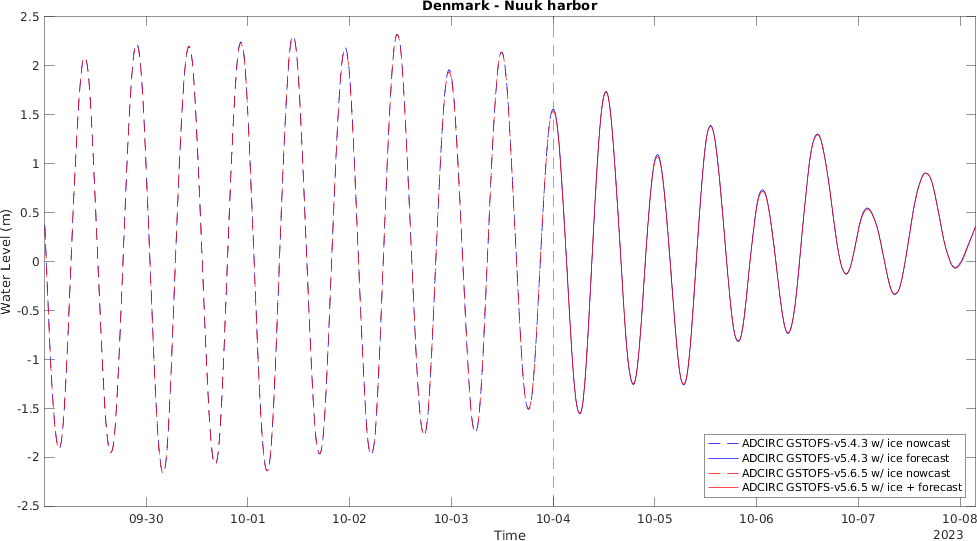 Denmark - Nuuk harbor
2.5
2
1.5
1
0.5
0
-0.5
-1
-1.5
-2
-2.5
Water Level (m)
09-30 10-01 10-02 10-03 10-04 10-05 10-06 10-07 10-08
Time
2023
ADCIRC GSTOFS-v5.4.3 w/ ice nowcast
ADCIRC GSTOFS-v5.4.3 w/ ice forecast
ADCIRC GSTOFS-v5.6.5 w/ ice nowcast
ADCIRC GSTOFS-v5.6.5 w/ ice + forecast